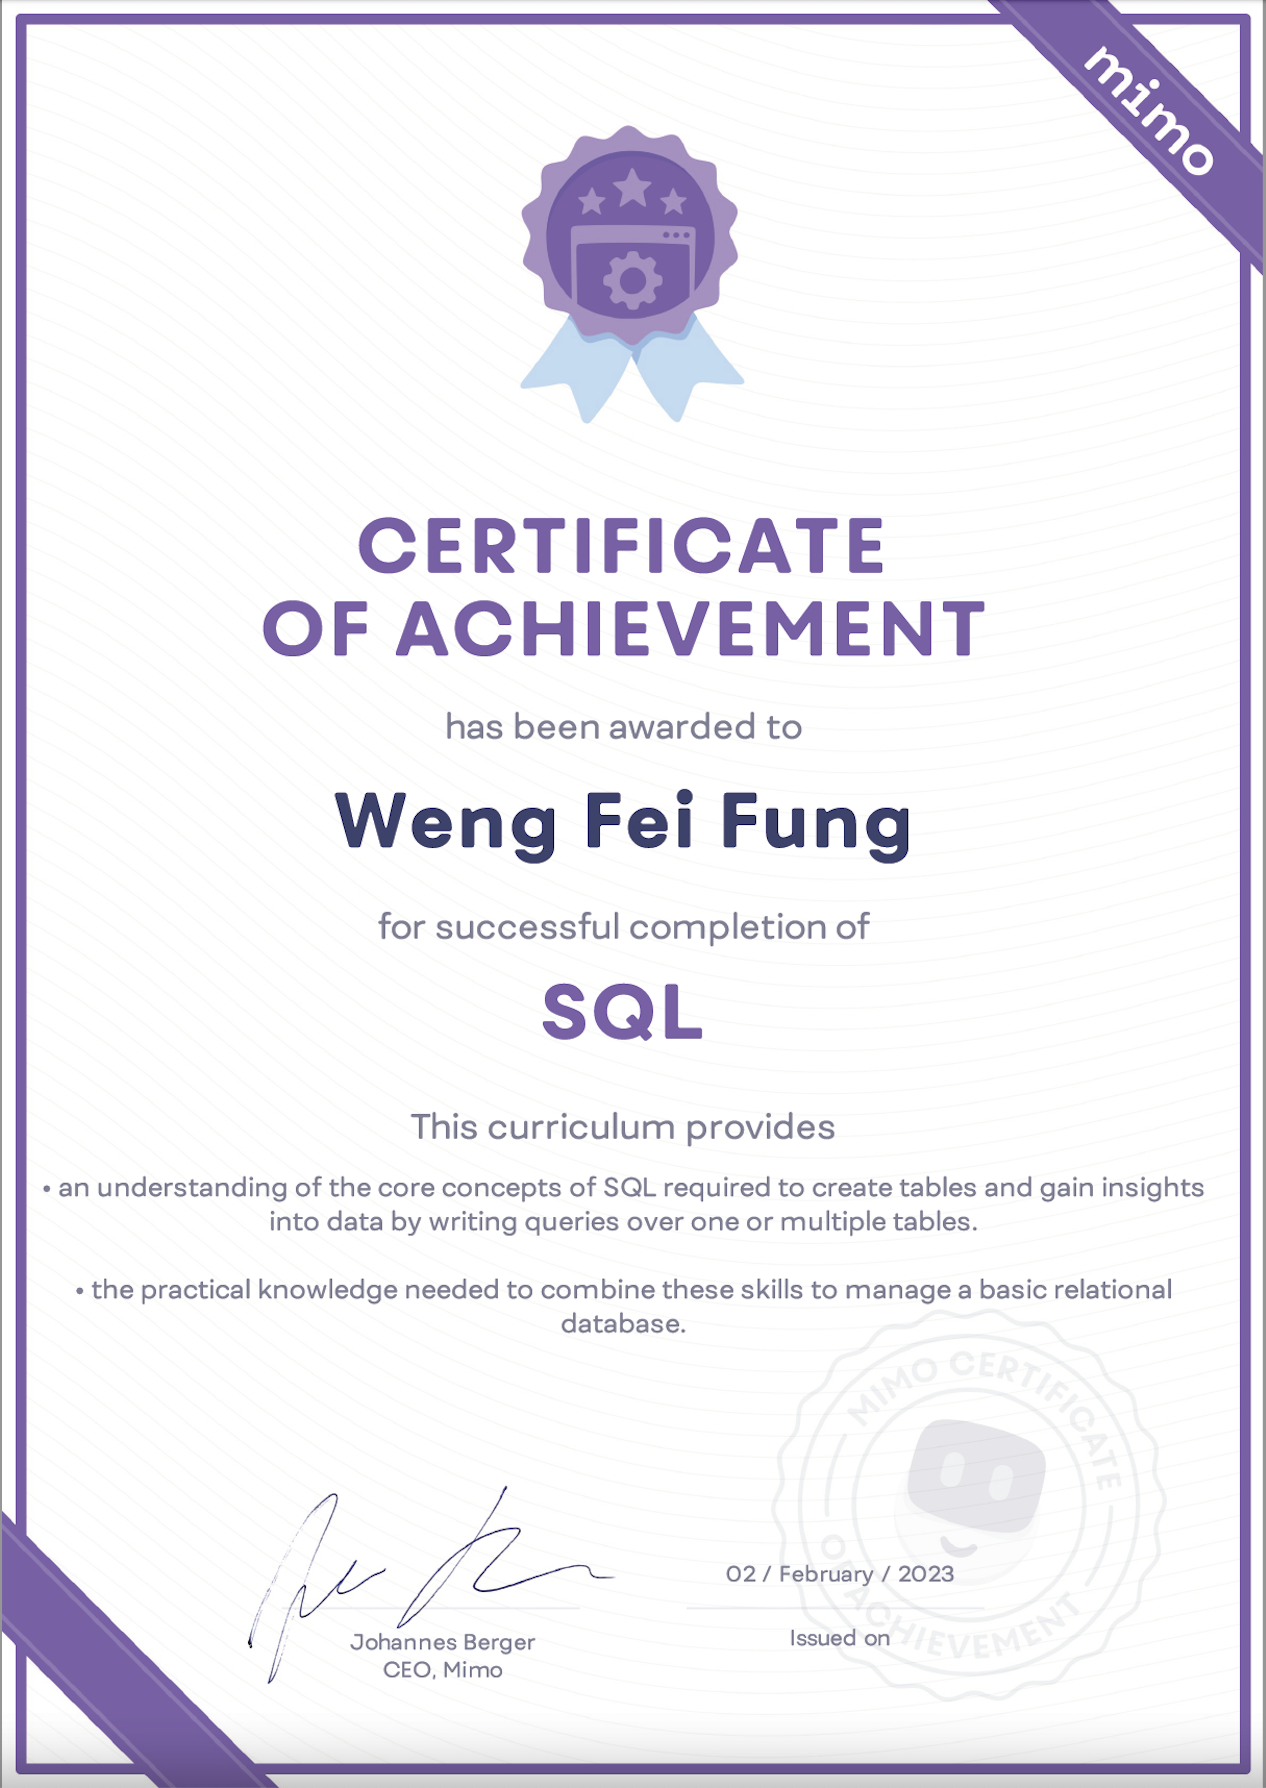 mimo
CERTIFICATE
OF ACHIEVEMENT
has been awarded to
Weng Fei Fung
for successful completion of
SQL
This curriculum provides
• an understanding of the core concepts of SQL required to create tables and gain insights
into data by writing queries over one or multiple tables.
• the practical knowledge needed to combine these skills to manage a basic relational
database.
MIMO CERTIFICATE
OF ACHIEVEMENT
02 / February / 2023
Johannes Berger
CEO, Mimo
Issued on